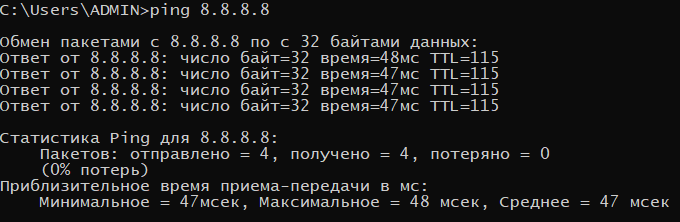 C:\Users\ADMIN>ping 8.8.8.8
Обмен пакетами с 8.8.8.8 по с 32 байтами данных:
Ответ от 8.8.8.8: число байт=32 время=48мс TTL=115
Ответ от 8.8.8.8: число байт=32 время=47мс TTL=115
Ответ от 8.8.8.8: число байт=32 время=47мс TTL=115
Ответ от 8.8.8.8: число байт=32 время=47мс TTL=115
Статистика Ping для 8.8.8.8:
Пакетов: отправлено = 4, получено = 4, потеряно = 0
(0% потерь)
Приблизительное время приема-передачи в мс:
Минимальное = 47мсек, Максимальное = 48 мсек, Среднее = 47 мсек